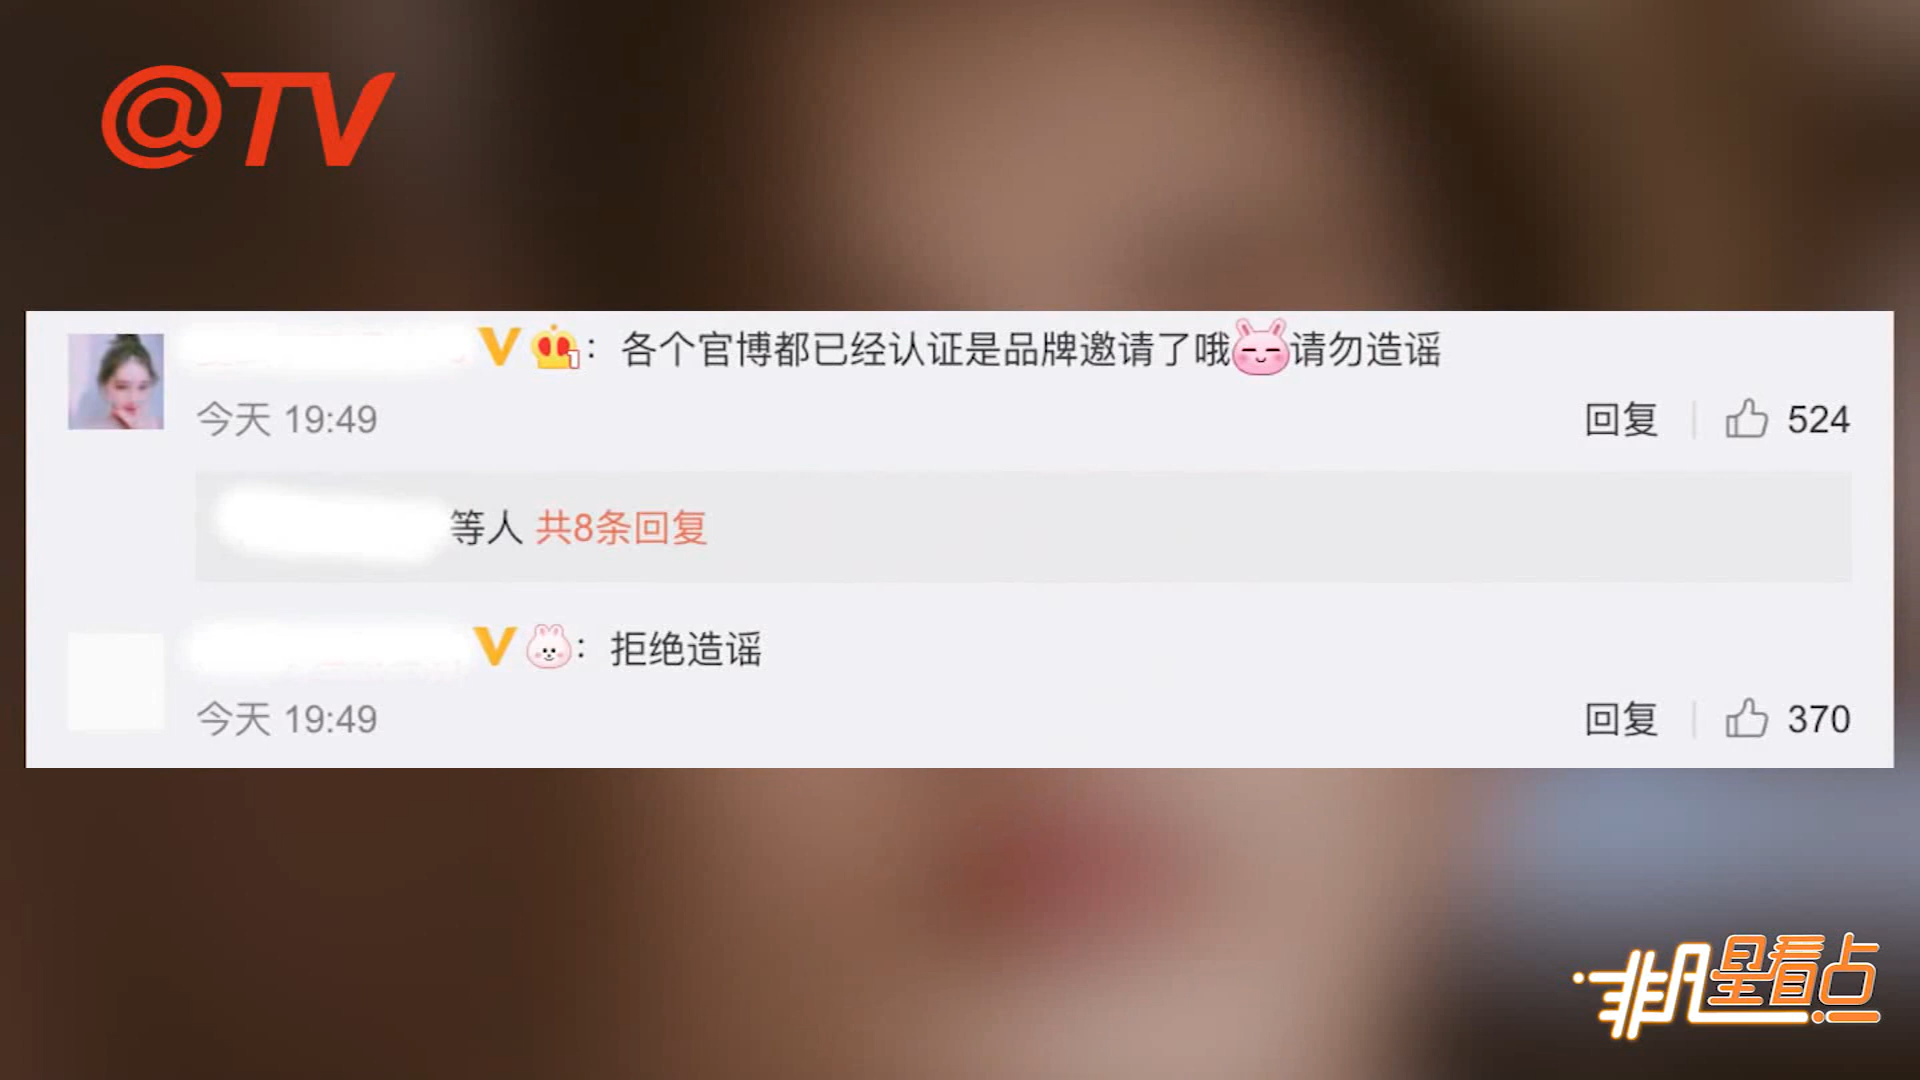 @TV
各个官博都已经认证是品牌邀请了哦请勿造谣
今天 19:49
回复 524
等人 共8条回复
拒绝造谣
今天 19:49
回复 370
非凡星看点